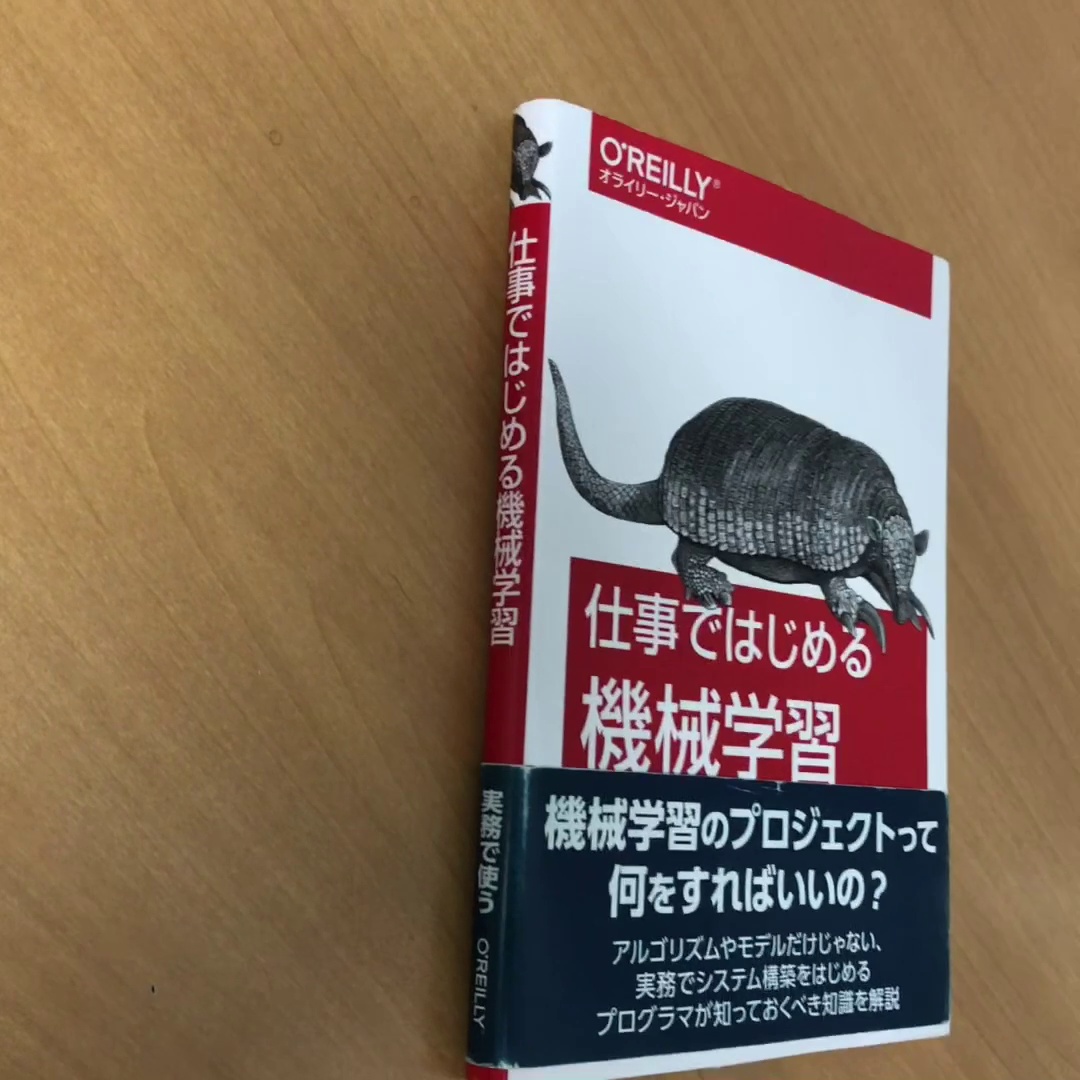 O'REILLY®
オライリー・ジャパン
仕事ではじめる機械学習
仕事ではじめる
機械学習
機械学習のプロジェクトって
何をすればいいの？
アルゴリズムやモデルだけじゃない、
実務でシステム構築をはじめる
プログラマが知っておくべき知識を解説
実務で使う
O'REILLY